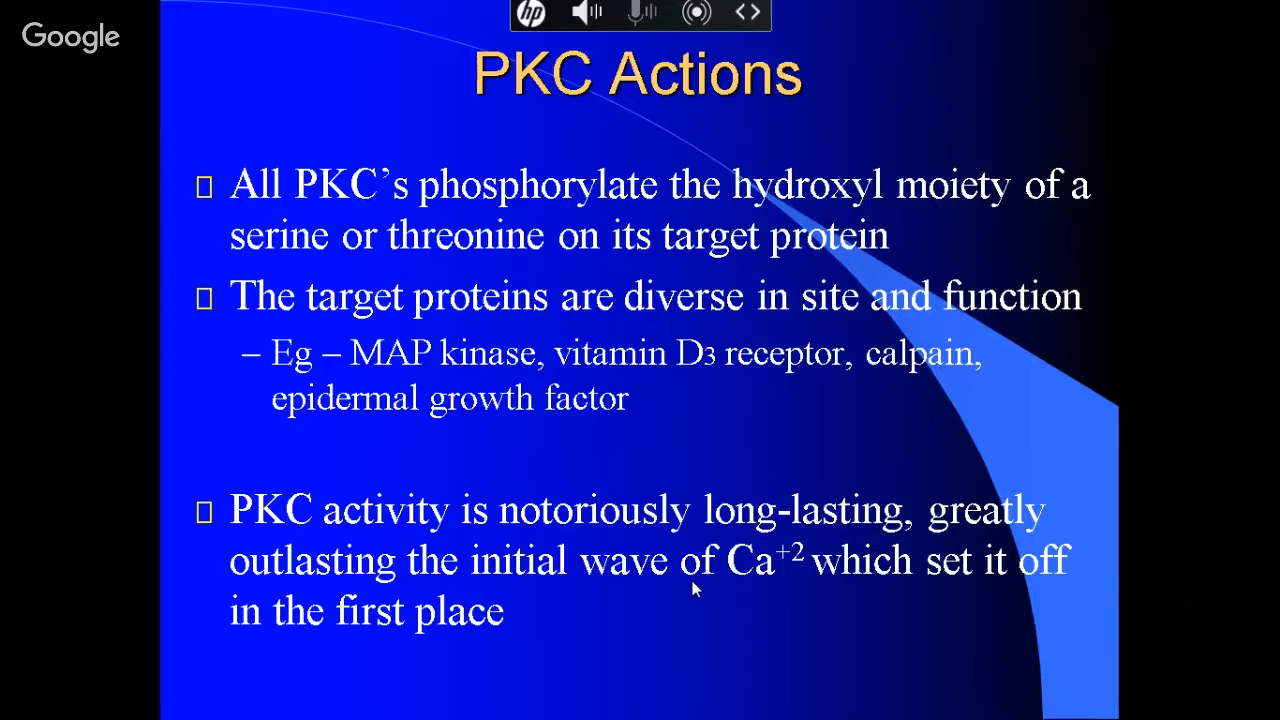 Google
hp
PKC Actions
All PKC’s phosphorylate the hydroxyl moiety of a
serine or threonine on its target protein
The target proteins are diverse in site and function
– Eg – MAP kinase, vitamin D3 receptor, calpain,
epidermal growth factor
PKC activity is notoriously long-lasting, greatly
outlasting the initial wave of Ca+2 which set it off
in the first place